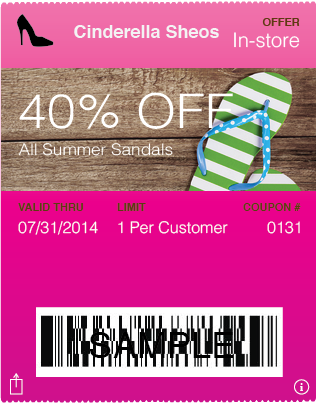 Cinderella Sheos
OFFER
In-store
40% OFF
All Summer Sandals
VALID THRU LIMIT COUPON #
07/31/2014 1 Per Customer 0131
SAMPLE